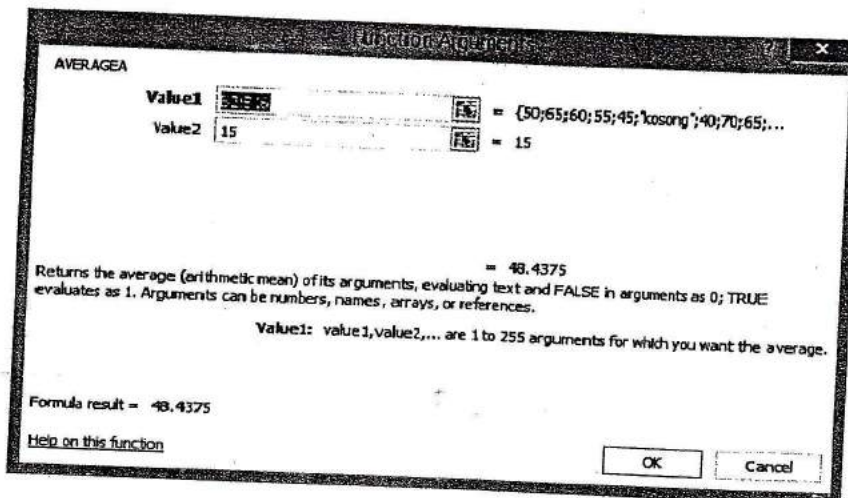 Function Arguments ? ×
AVERAGEA
Value1 = {50;65;60;55;45;"kosong";40;70;65;...
Value2 15 = 15
= 48.4375
Returns the average (arithmetic mean) of its arguments, evaluating text and FALSE in arguments as 0; TRUE
evaluates as 1. Arguments can be numbers, names, arrays, or references.
Value1: value1,value2,... are 1 to 255 arguments for which you want the average.
Formula result = 48.4375
Help on this function
OK Cancel